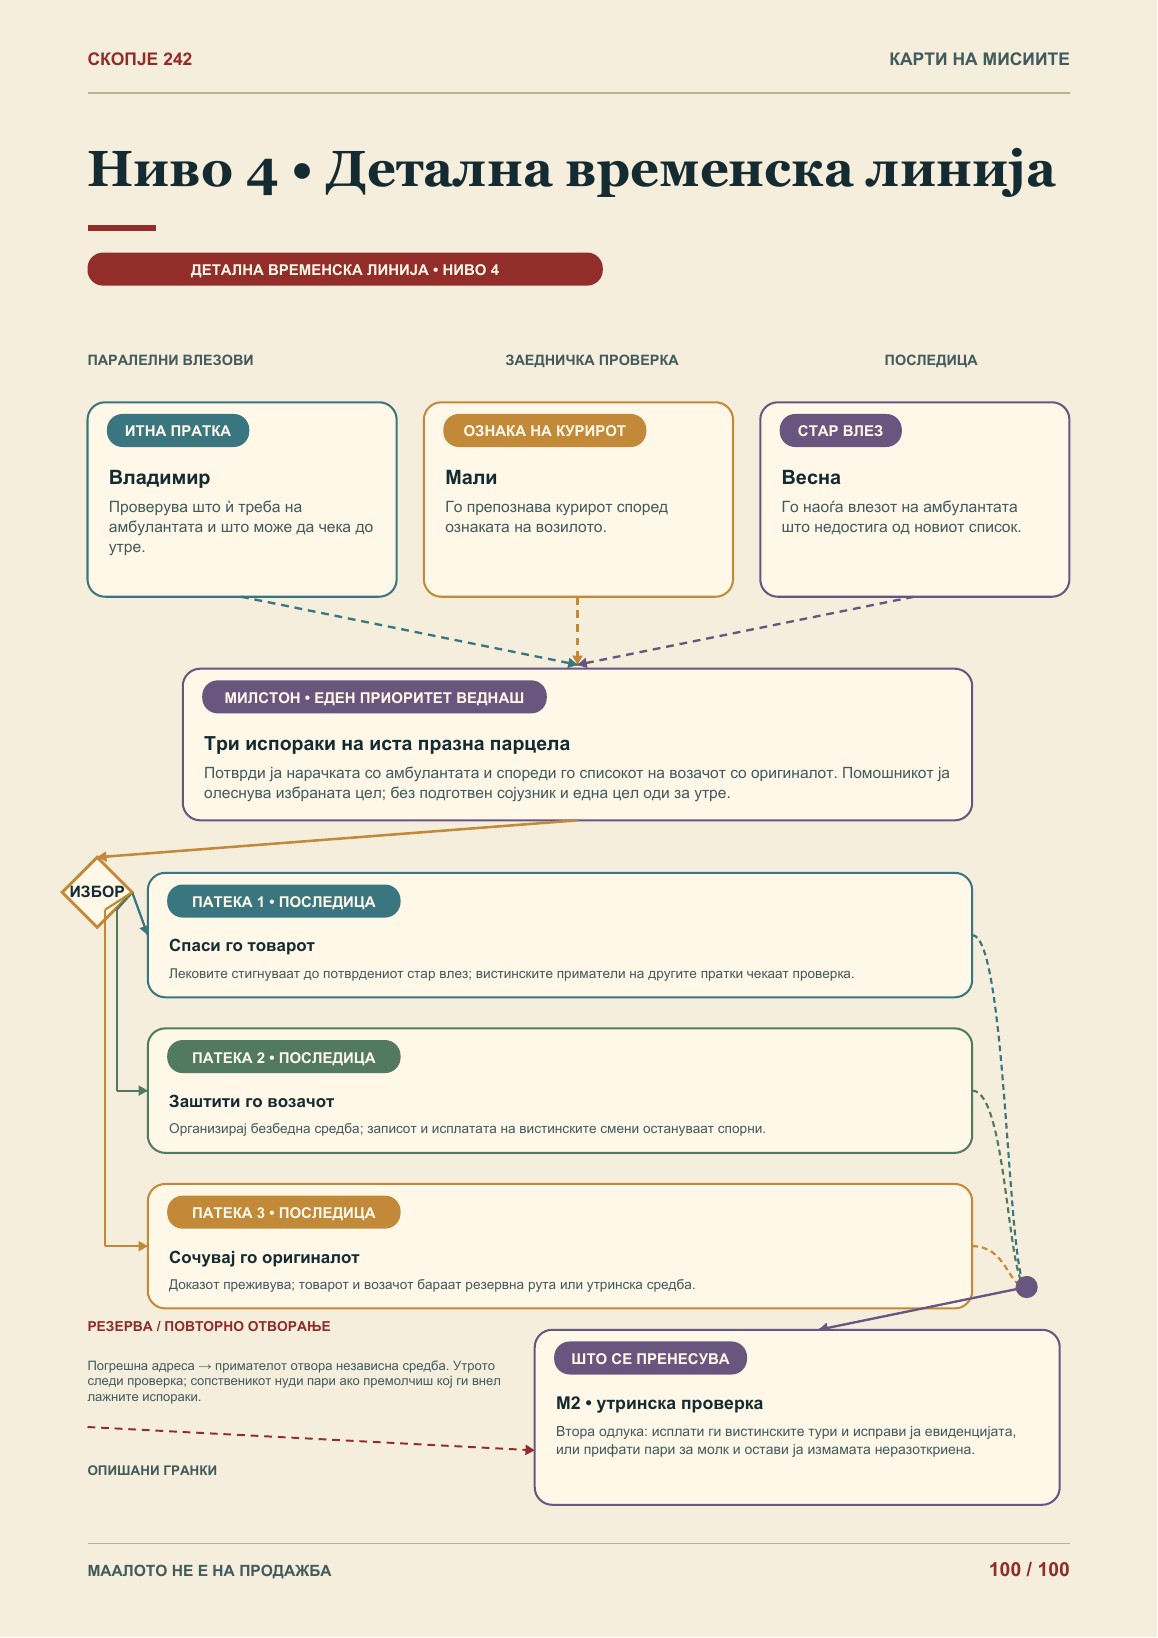 СКОПЈЕ 242
КАРТИ НА МИСИИТЕ
Ниво 4 • Детална временска линија
ДЕТАЛНА ВРЕМЕНСКА ЛИНИЈА • НИВО 4
ПАРАЛЕЛНИ ВЛЕЗОВИ
ЗАЕДНИЧКА ПРОВЕРКА
ПОСЛЕДИЦА
ИТНА ПРАТКА
Владимир
Проверува што ѝ треба на
амбулантата и што може да чека до
утре.
ОЗНАКА НА КУРИРОТ
Мали
Го препознава курирот според
ознаката на возилото.
СТАР ВЛЕЗ
Весна
Го наоѓа влезот на амбулантата
што недостига од новиот список.
МИЛСТОН • ЕДЕН ПРИОРИТЕТ ВЕДНАШ
Три испораки на иста празна парцела
Потврди ја нарачката со амбулантата и спореди го списокот на возачот со оригиналот. Помошникот ја
олеснува избраната цел; без подготвен сојузник и една цел оди за утре.
ИЗБОР
ПАТЕКА 1 • ПОСЛЕДИЦА
Спаси го товарот
Лековите стигнуваат до потврдениот стар влез; вистинските приматели на другите пратки чекаат проверка.
ПАТЕКА 2 • ПОСЛЕДИЦА
Заштити го возачот
Организирај безбедна средба; записот и исплатата на вистинските смени остануваат спорни.
ПАТЕКА 3 • ПОСЛЕДИЦА
Сочувај го оригиналот
Доказот преживува; товарот и возачот бараат резервна рута или утринска средба.
РЕЗЕРВА / ПОВТОРНО ОТВОРАЊЕ
Погрешна адреса → примателот отвора независна средба. Утрото
следи проверка; сопственикот нуди пари ако премолчиш кој ги внел
лажните испораки.
ОПИШАНИ ГРАНКИ
ШТО СЕ ПРЕНЕСУВА
М2 • утринска проверка
Втора одлука: исплати ги вистинските тури и исправи ја евиденцијата,
или прифати пари за молк и остави ја измамата неразоткриена.
МААЛОТО НЕ Е НА ПРОДАЖБА
100 / 100